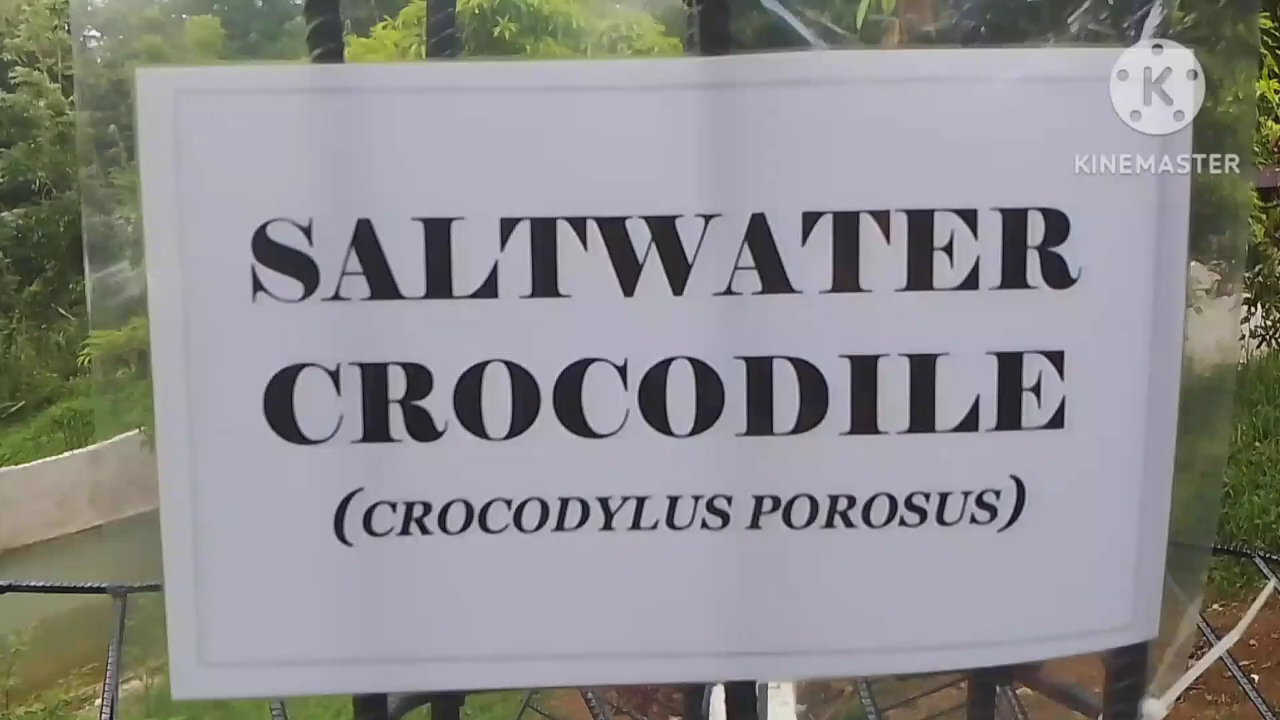 K
KINEMASTER
SALTWATER
CROCODILE
(CROCODYLUS POROSUS)